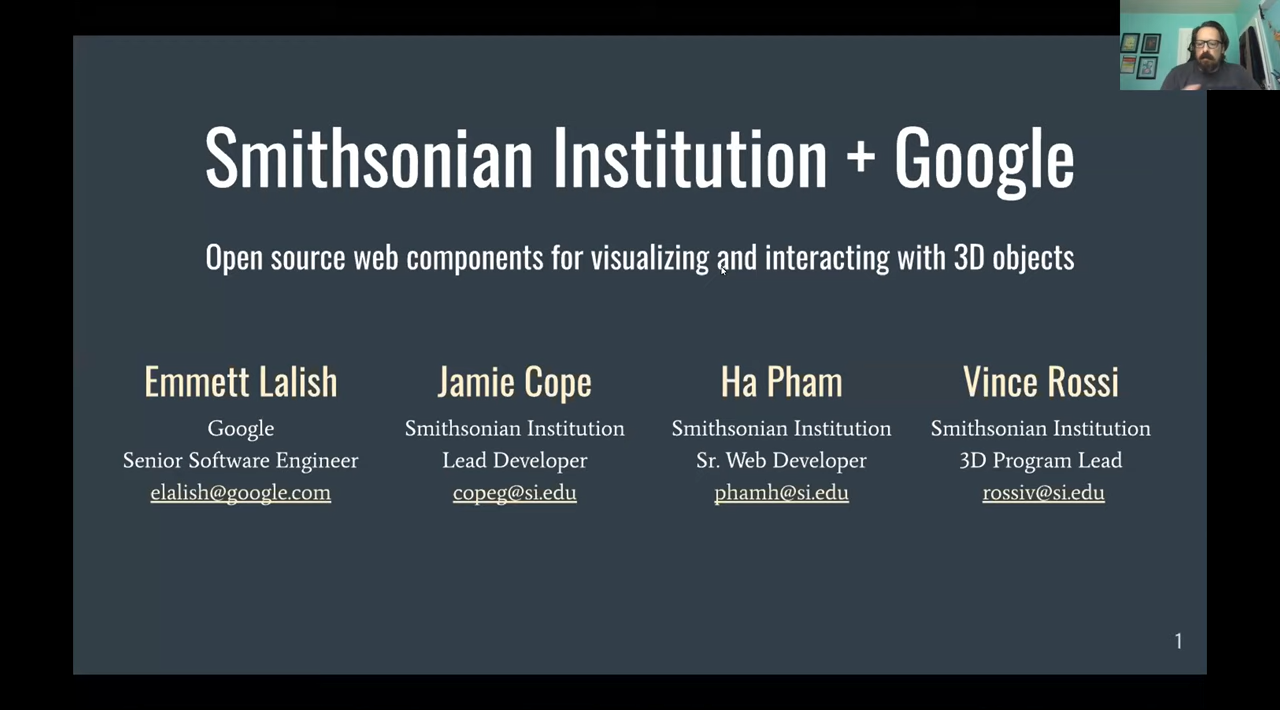 Smithsonian Institution + Google
Open source web components for visualizing and interacting with 3D objects
Emmett Lalish
Google
Senior Software Engineer
elalish@google.com
Jamie Cope
Smithsonian Institution
Lead Developer
copeg@si.edu
Ha Pham
Smithsonian Institution
Sr. Web Developer
phamh@si.edu
Vince Rossi
Smithsonian Institution
3D Program Lead
rossiv@si.edu
1